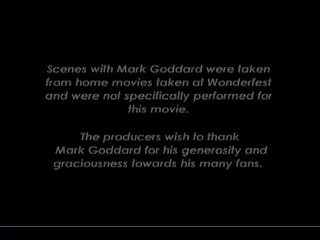 Scenes with Mark Goddard were taken
from home movies taken at Wonderfest
and were not specifically performed for
this movie.
The producers wish to thank
Mark Goddard for his generosity and
graciousness towards his many fans.